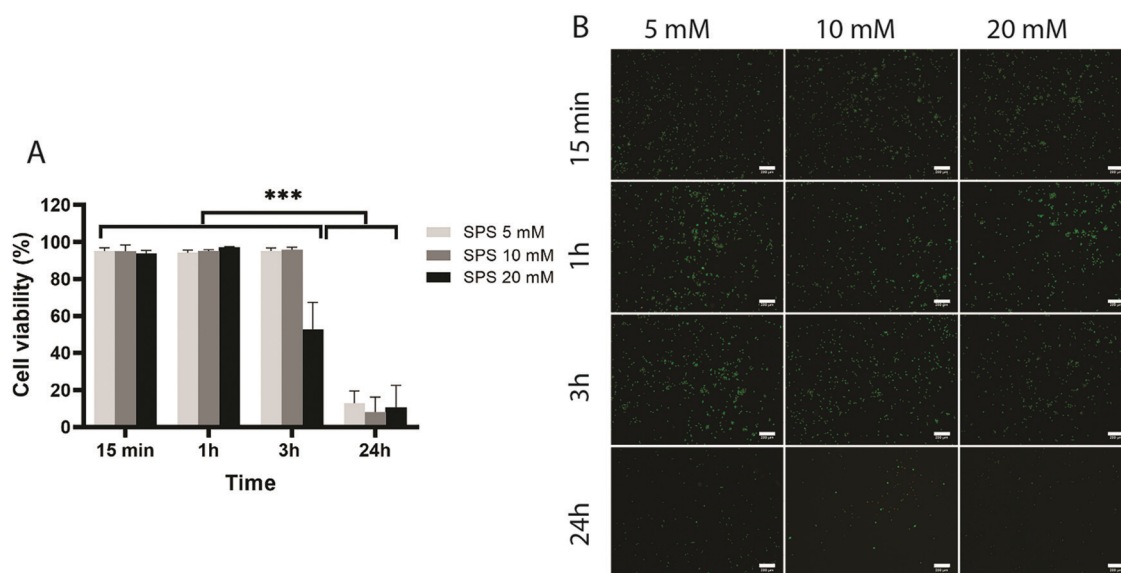 A
***
120
100
80
60
40
20
0
Cell viability (%)
15 min 1h 3h 24h
Time
SPS 5 mM
SPS 10 mM
SPS 20 mM
B
5 mM 10 mM 20 mM
15 min
1h
3h
24h